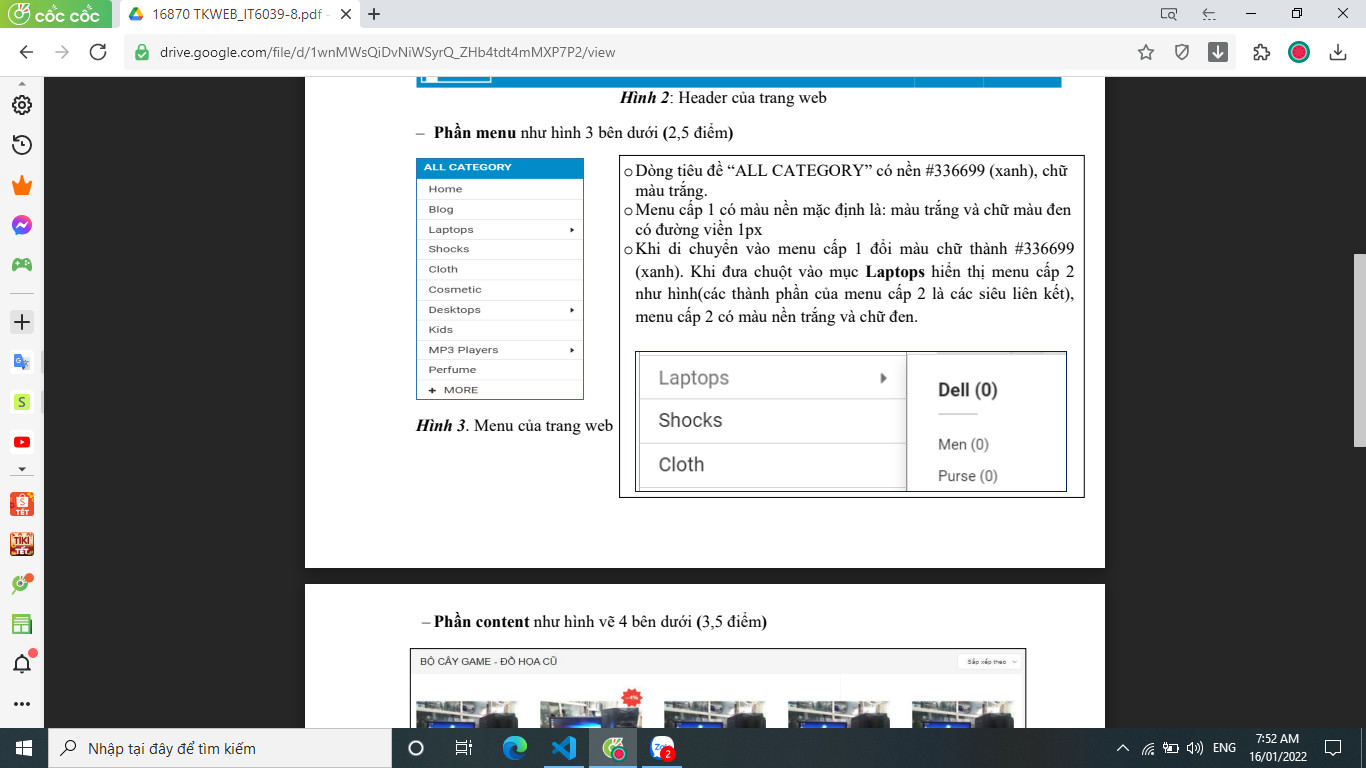 cốc cốc
16870 TKWEB_IT6039-8.pdf -
drive.google.com/file/d/1wnMWsQiDvNiWSyrQ_ZHb4tdt4mMXP7P2/view
Hình 2: Header của trang web
– Phần menu như hình 3 bên dưới (2,5 điểm)
ALL CATEGORY
Home
Blog
Laptops
Shocks
Cloth
Cosmetic
Desktops
Kids
MP3 Players
Perfume
+ MORE
Hình 3. Menu của trang web
o Dòng tiêu đề “ALL CATEGORY” có nền #336699 (xanh), chữ
màu trắng.
o Menu cấp 1 có màu nền mặc định là: màu trắng và chữ màu đen
có đường viền 1px
o Khi di chuyển vào menu cấp 1 đổi màu chữ thành #336699
(xanh). Khi đưa chuột vào mục Laptops hiển thị menu cấp 2
như hình(các thành phần của menu cấp 2 là các siêu liên kết),
menu cấp 2 có màu nền trắng và chữ đen.
Laptops
Shocks
Cloth
Dell (0)
Men (0)
Purse (0)
– Phần content như hình vẽ 4 bên dưới (3,5 điểm)
BỘ CÂY GAME - ĐỒ HỌA CŨ
Sắp xếp theo
S
TẾT
TIKI
TẾT
Nhập tại đây để tìm kiếm
Zalo
2
ENG
7:52 AM
16/01/2022